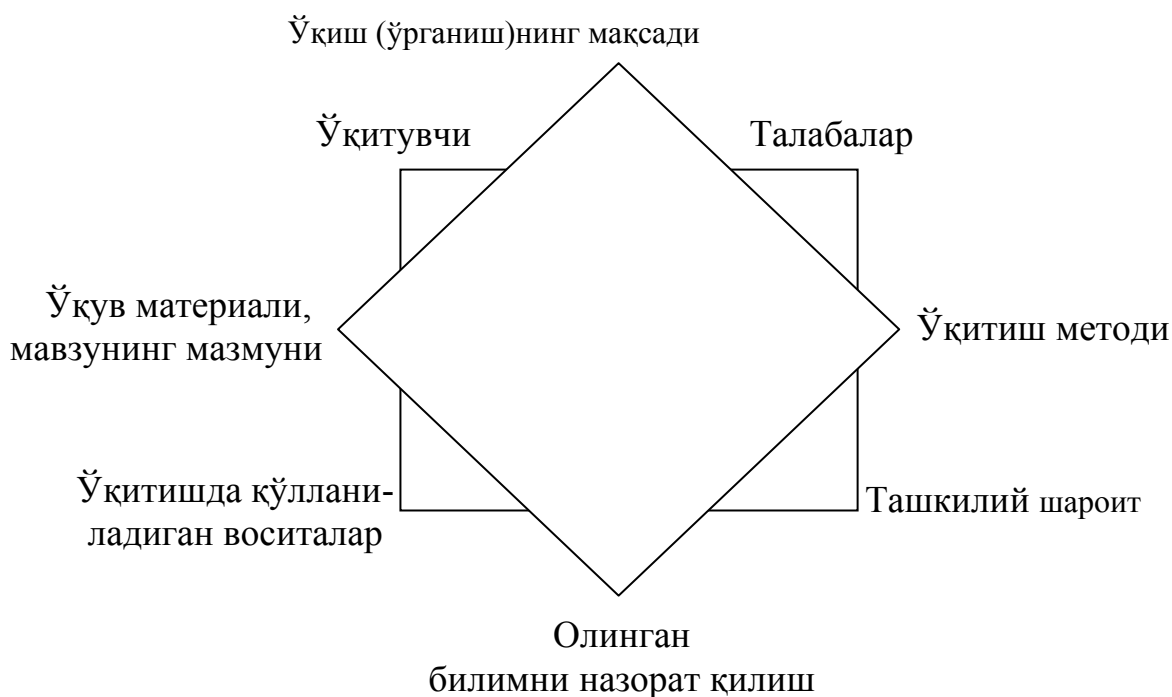 Ўқиш (ўрганиш)нинг мақсади
Ўқитувчи
Талабалар
Ўқув материали,
мавзунинг мазмуни
Ўқитиш методи
Ўқитишда қўллани-
ладиган воситалар
Ташкилий шароит
Олинган
билимни назорат қилиш